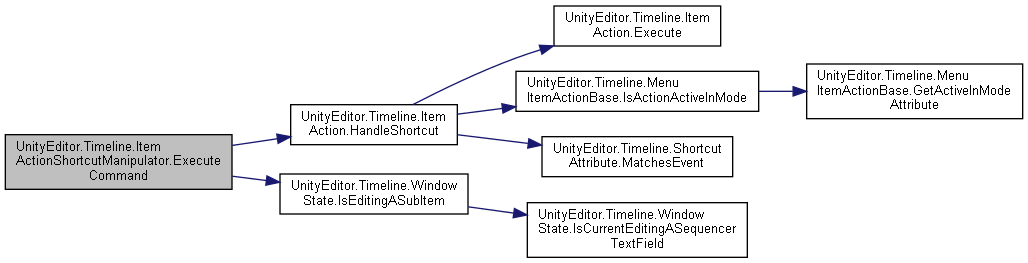 UnityEditor.Timeline.Item
ActionShortcutManipulator.Execute
Command
UnityEditor.Timeline.Item
Action.HandleShortcut
UnityEditor.Timeline.Item
Action.Execute
UnityEditor.Timeline.Menu
ItemActionBase.IsActionActiveInMode
UnityEditor.Timeline.Menu
ItemActionBase.GetActiveInMode
Attribute
UnityEditor.Timeline.Shortcut
Attribute.MatchesEvent
UnityEditor.Timeline.Window
State.IsEditingASubItem
UnityEditor.Timeline.Window
State.IsCurrentEditingASequencer
TextField